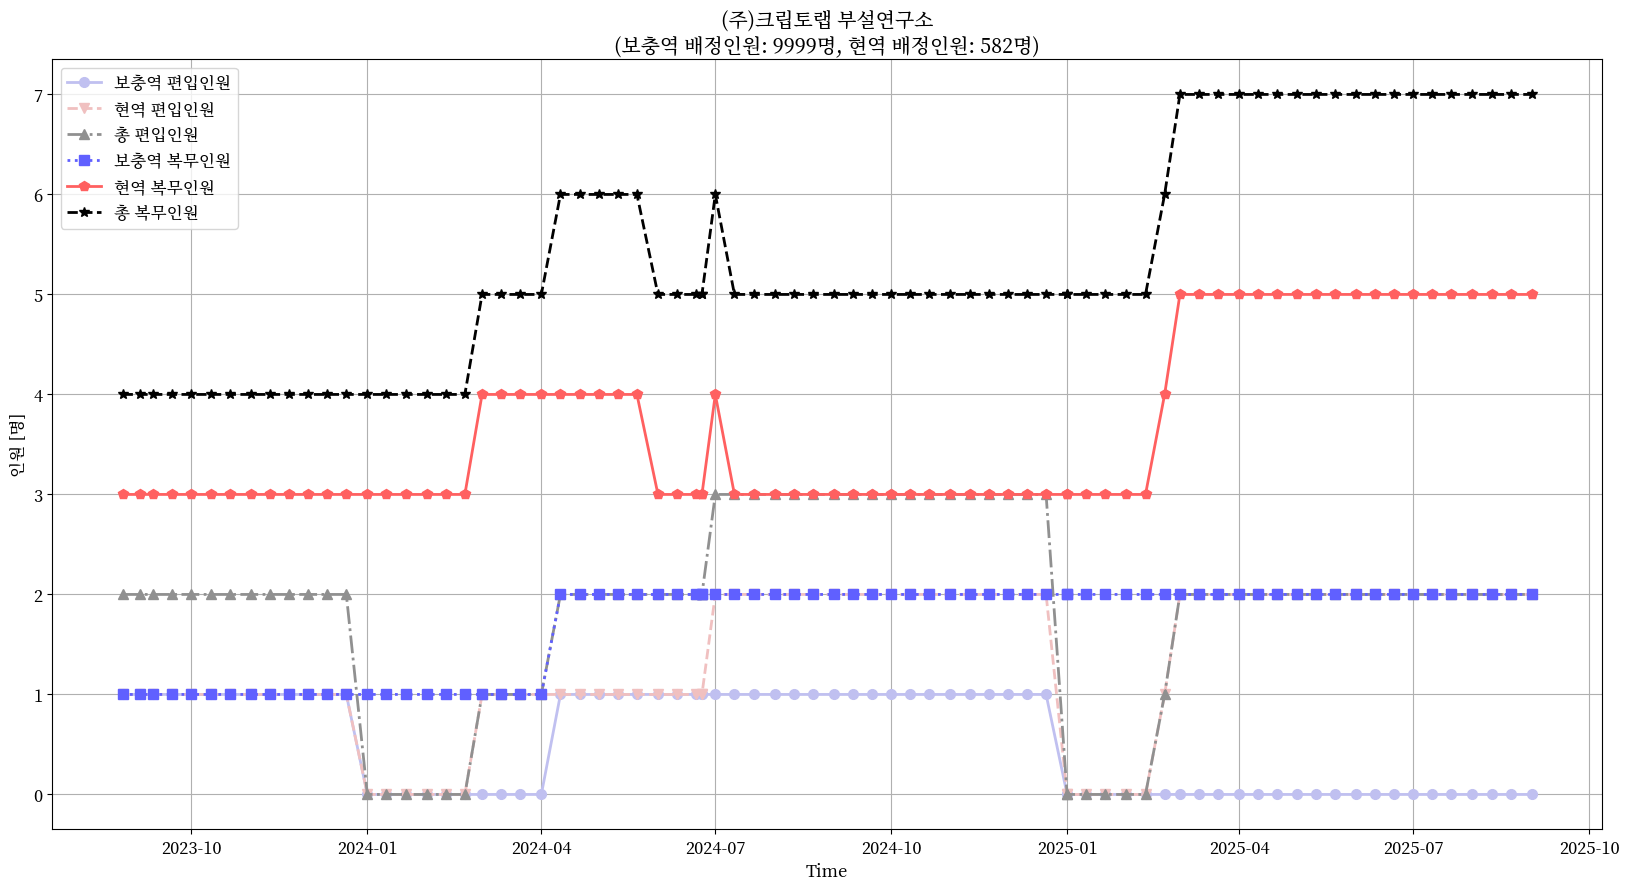 (주)크립토랩 부설연구소
(보충역 배정인원: 9999명, 현역 배정인원: 582명)
보충역 편입인원
현역 편입인원
총 편입인원
보충역 복무인원
현역 복무인원
총 복무인원
인원 [명]
7
6
5
4
3
2
1
0
2023-10
2024-01
2024-04
2024-07
2024-10
2025-01
2025-04
2025-07
2025-10
Time